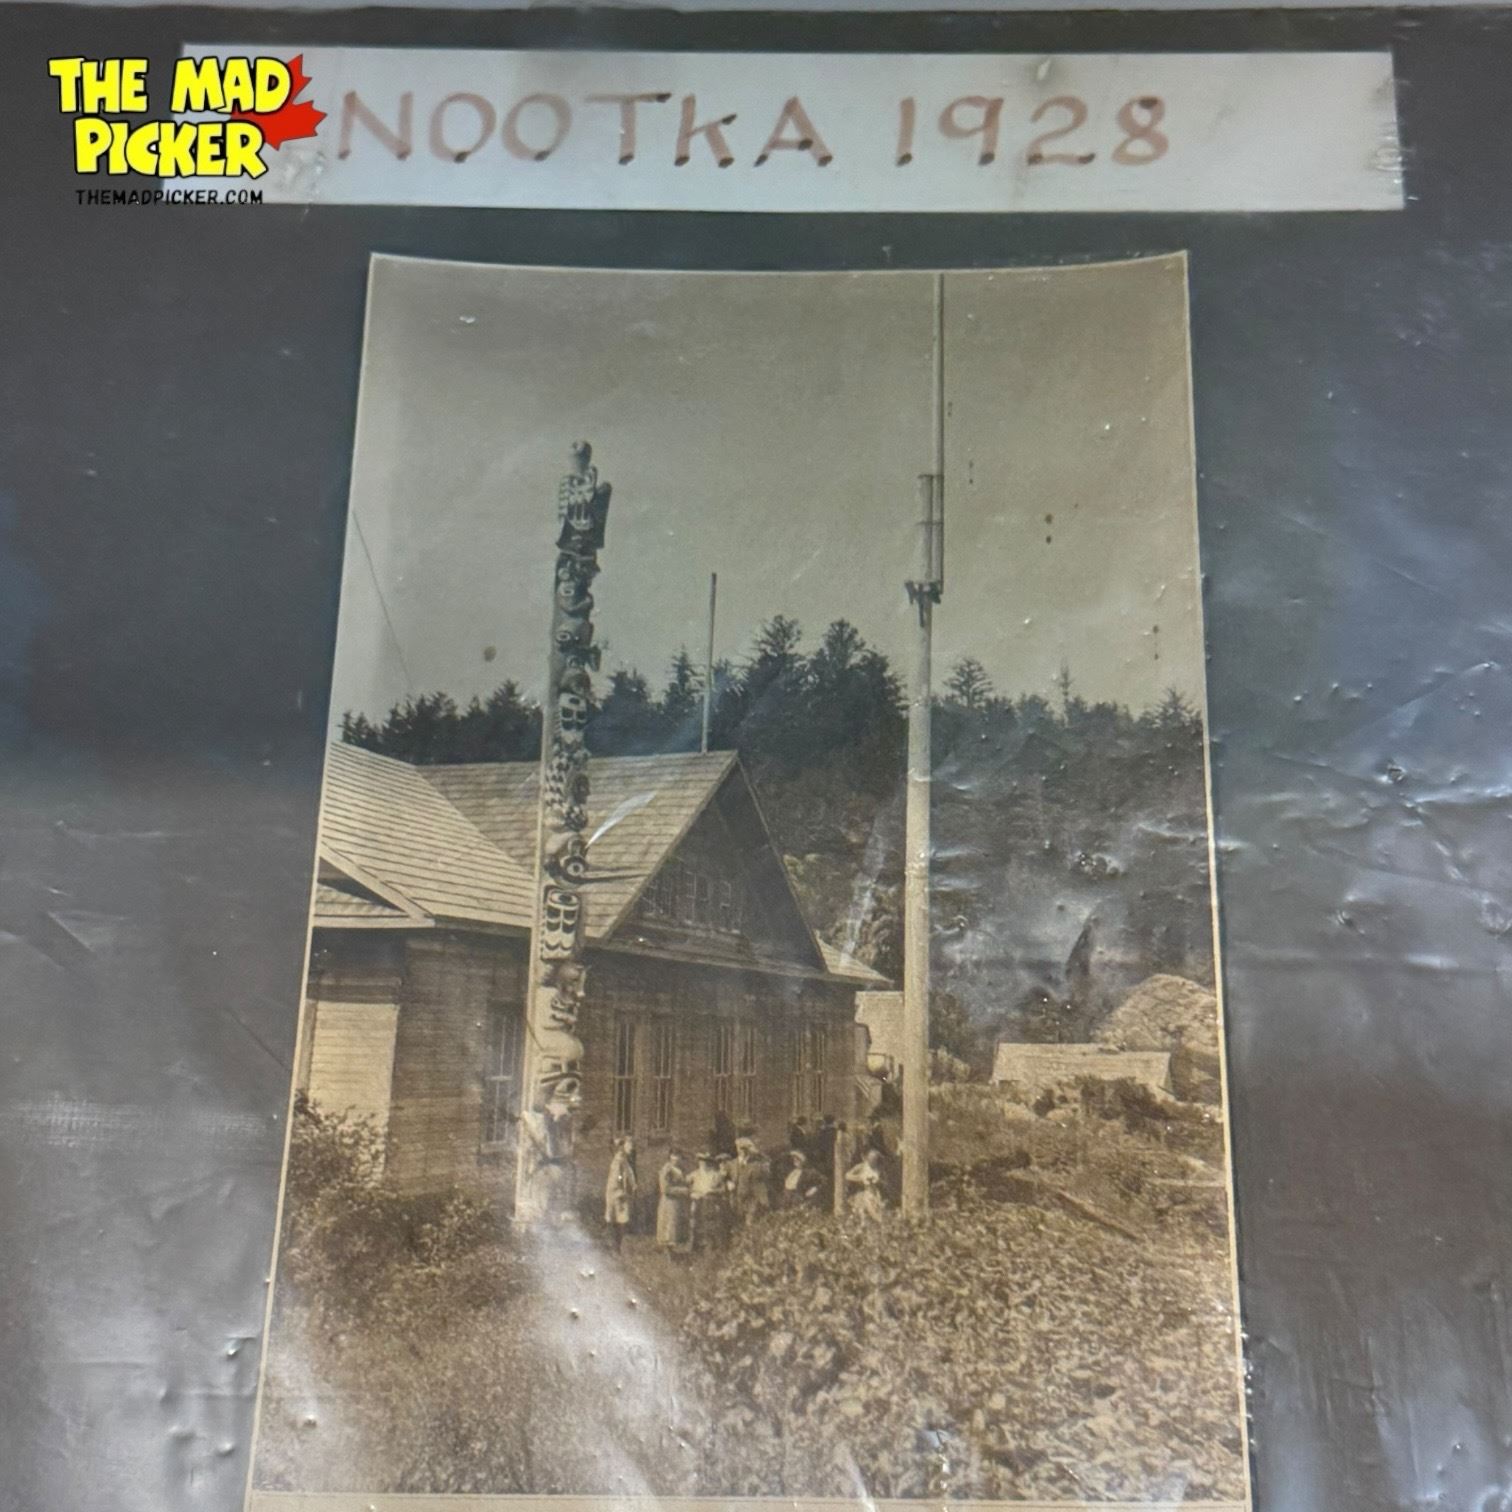 THE MAD
PICKER
THEMADPICKER.COM
NOOTKA 1928